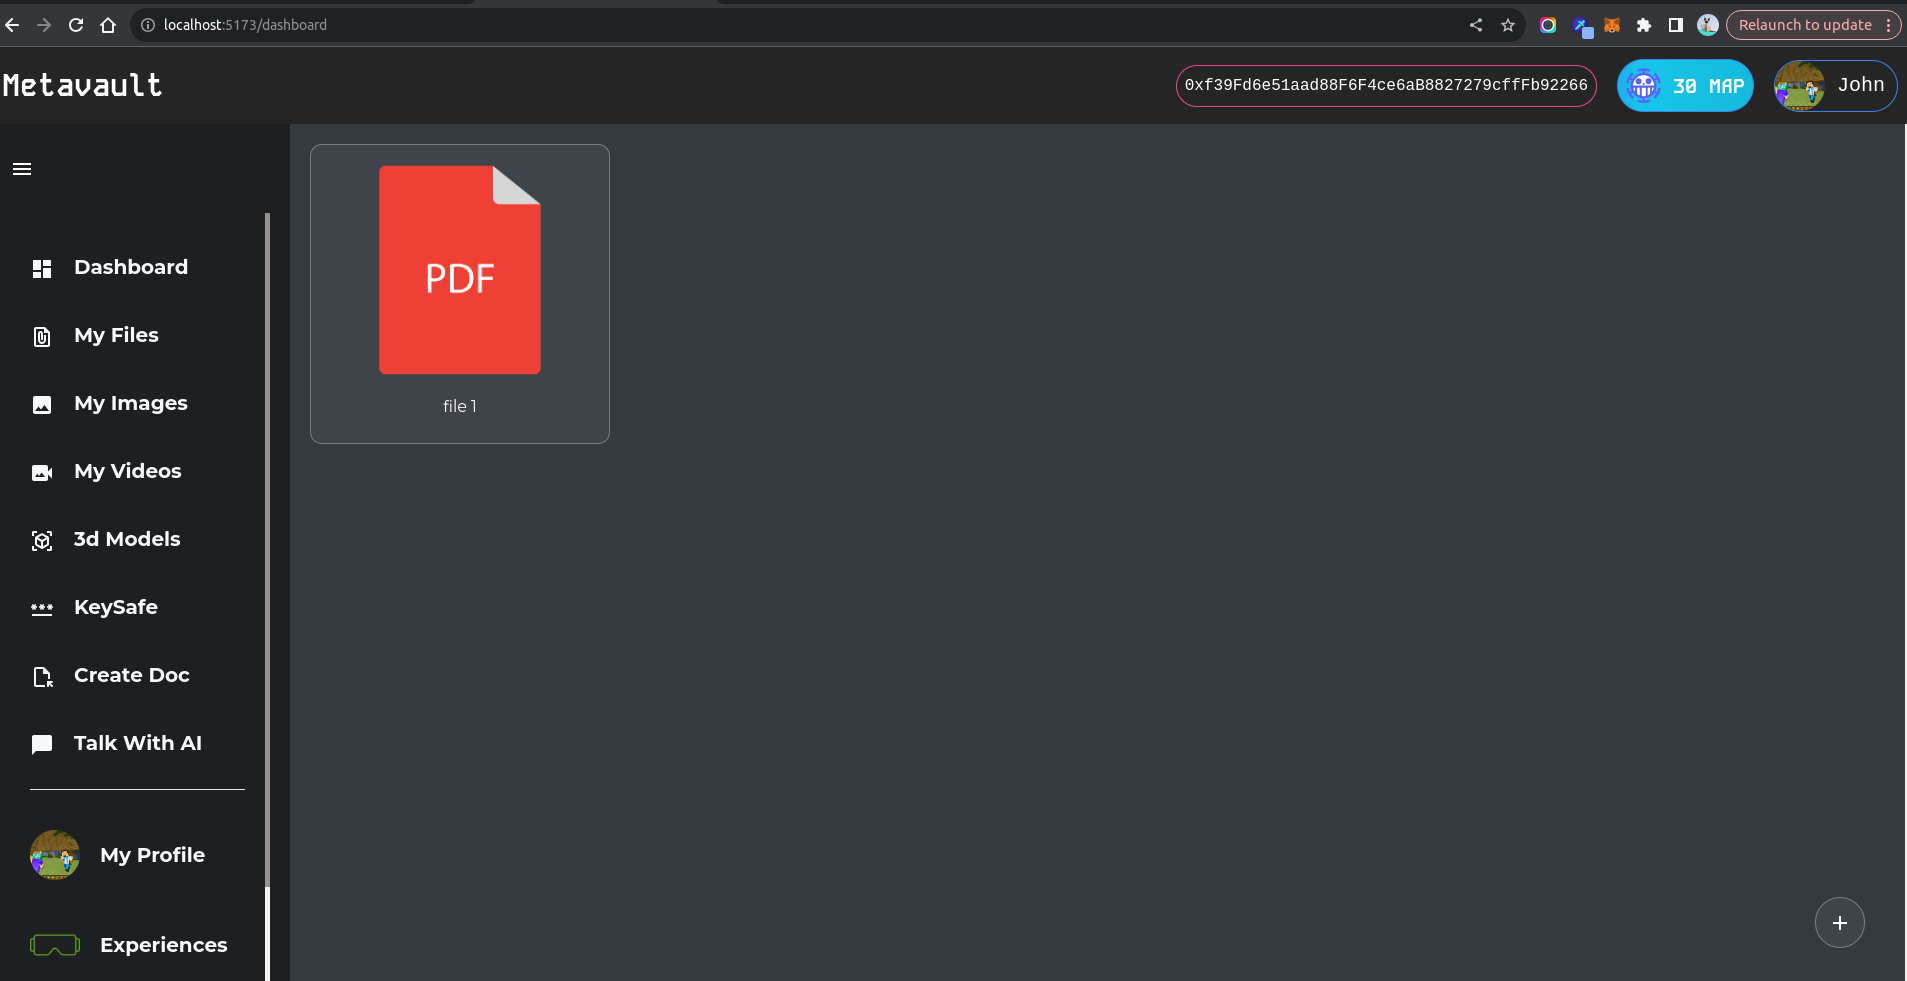 localhost:5173/dashboard
Relaunch to update
Metavault
0xf39Fd6e51aad88F6F4ce6aB8827279cffFb92266
30 MAP
John
Dashboard
My Files
My Images
My Videos
3d Models
KeySafe
Create Doc
Talk With AI
My Profile
Experiences
PDF
file 1